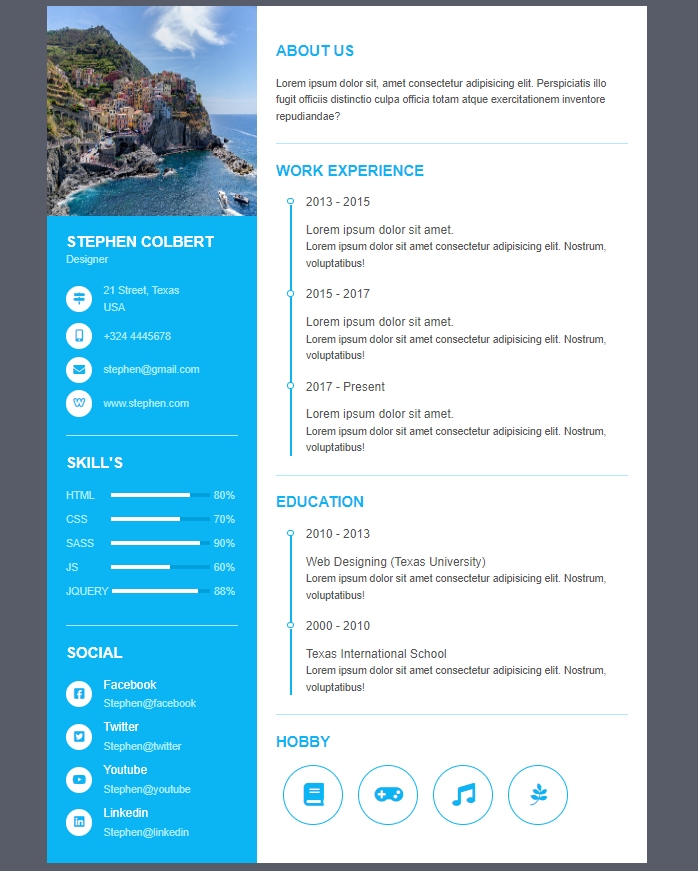 STEPHEN COLBERT
Designer
21 Street, Texas
USA
+324 4445678
stephen@gmail.com
www.stephen.com
SKILL'S
HTML 80%
CSS 70%
SASS 90%
JS 60%
JQUERY 88%
SOCIAL
Facebook
Stephen@facebook
Twitter
Stephen@twitter
Youtube
Stephen@youtube
Linkedin
Stephen@linkedin
ABOUT US
Lorem ipsum dolor sit, amet consectetur adipisicing elit. Perspiciatis illo
fugit officiis distinctio culpa officia totam atque exercitationem inventore
repudiandae?
WORK EXPERIENCE
2013 - 2015
Lorem ipsum dolor sit amet.
Lorem ipsum dolor sit amet consectetur adipisicing elit. Nostrum,
voluptatibus!
2015 - 2017
Lorem ipsum dolor sit amet.
Lorem ipsum dolor sit amet consectetur adipisicing elit. Nostrum,
voluptatibus!
2017 - Present
Lorem ipsum dolor sit amet.
Lorem ipsum dolor sit amet consectetur adipisicing elit. Nostrum,
voluptatibus!
EDUCATION
2010 - 2013
Web Designing (Texas University)
Lorem ipsum dolor sit amet consectetur adipisicing elit. Nostrum,
voluptatibus!
2000 - 2010
Texas International School
Lorem ipsum dolor sit amet consectetur adipisicing elit. Nostrum,
voluptatibus!
HOBBY